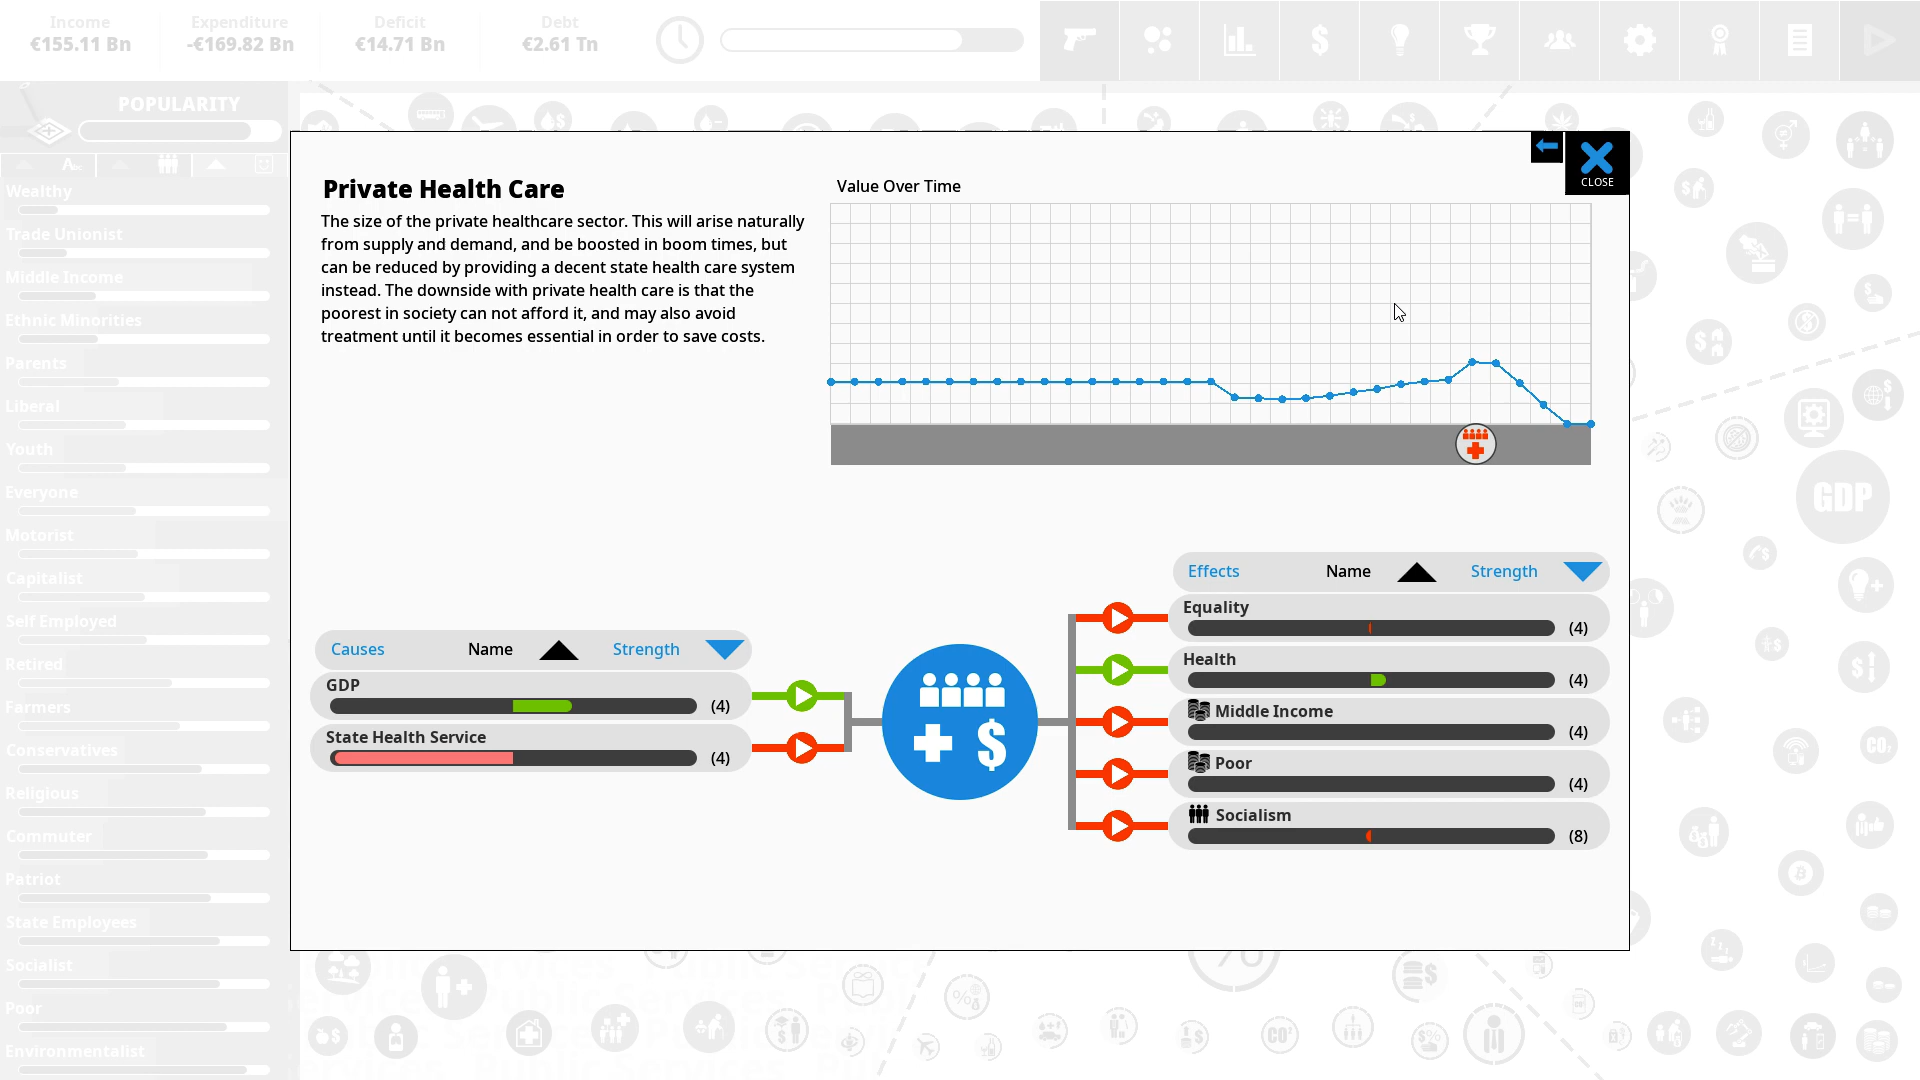 Income
€155.11 Bn
Expenditure
-€169.82 Bn
Deficit
€14.71 Bn
Debt
€2.61 Tn
POPULARITY
Wealthy
Trade Unionist
Middle Income
Ethnic Minorities
Parents
Liberal
Youth
Everyone
Motorist
Capitalist
Self Employed
Retired
Farmers
Conservatives
Religious
Commuter
Patriot
State Employees
Socialist
Poor
Environmentalist
CLOSE
Private Health Care
The size of the private healthcare sector. This will arise naturally
from supply and demand, and be boosted in boom times, but
can be reduced by providing a decent state health care system
instead. The downside with private health care is that the
poorest in society can not afford it, and may also avoid
treatment until it becomes essential in order to save costs.
Value Over Time
Causes Name Strength
GDP
(4)
State Health Service
(4)
Effects Name Strength
Equality
(4)
Health
(4)
Middle Income
(4)
Poor
(4)
Socialism
(8)
GDP
CO²
CO²